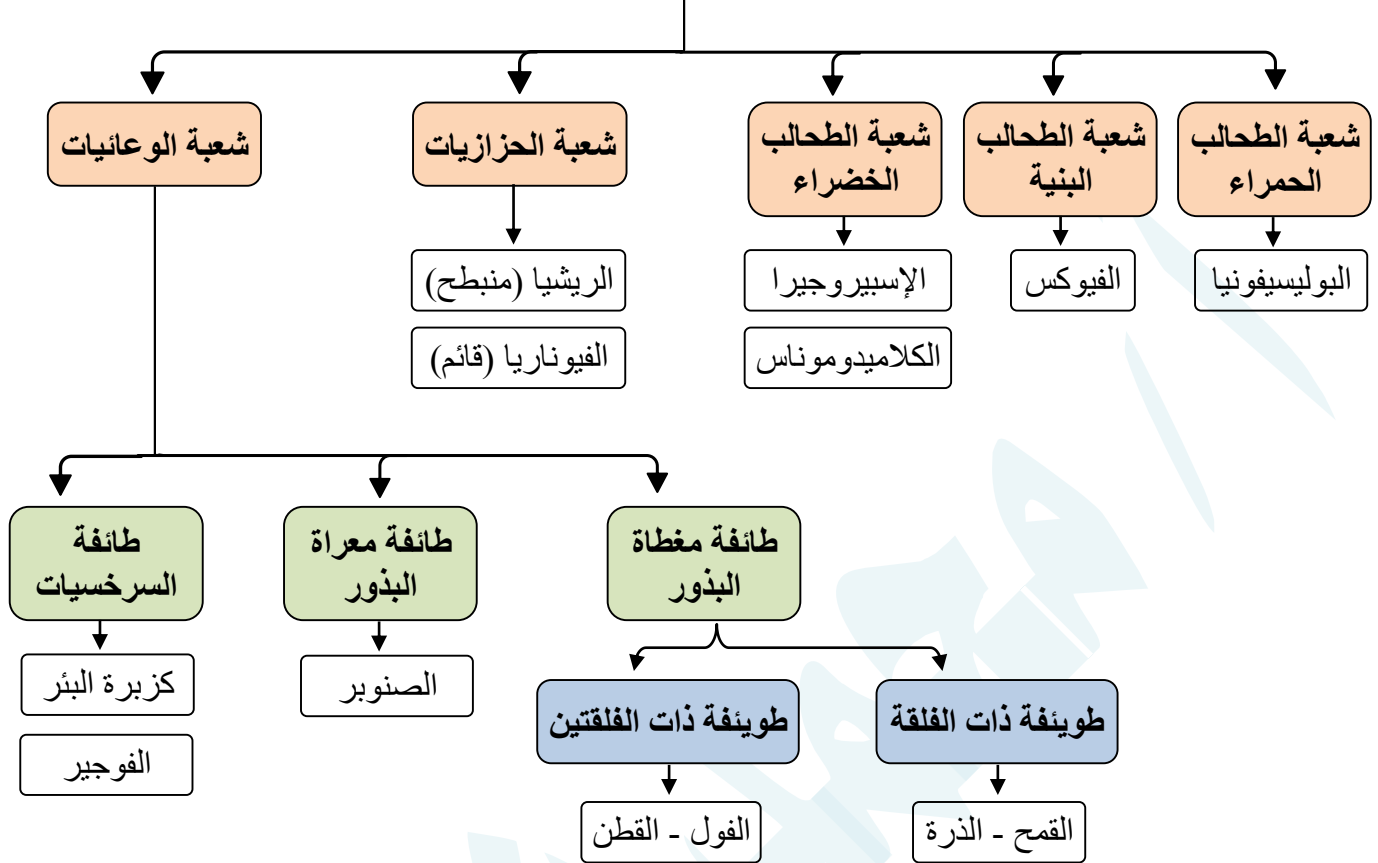 شعبة الطحالب
الحمراء
شعبة الطحالب
البنية
شعبة الطحالب
الخضراء
شعبة الحزازيات
شعبة الوعائيات
البوليسيفونيا
الفيوكس
الإسبيروجيرا
الريشيا (منبطح)
الكلاميدوموناس
الفيوناريا (قائم)
طائفة مغطاة
البذور
طائفة معراة
البذور
طائفة
السرخسيات
الصنوبر
كزبرة البئر
الفوجير
طويئفة ذات الفلقة
طويئفة ذات الفلقتين
القمح - الذرة
الفول - القطن